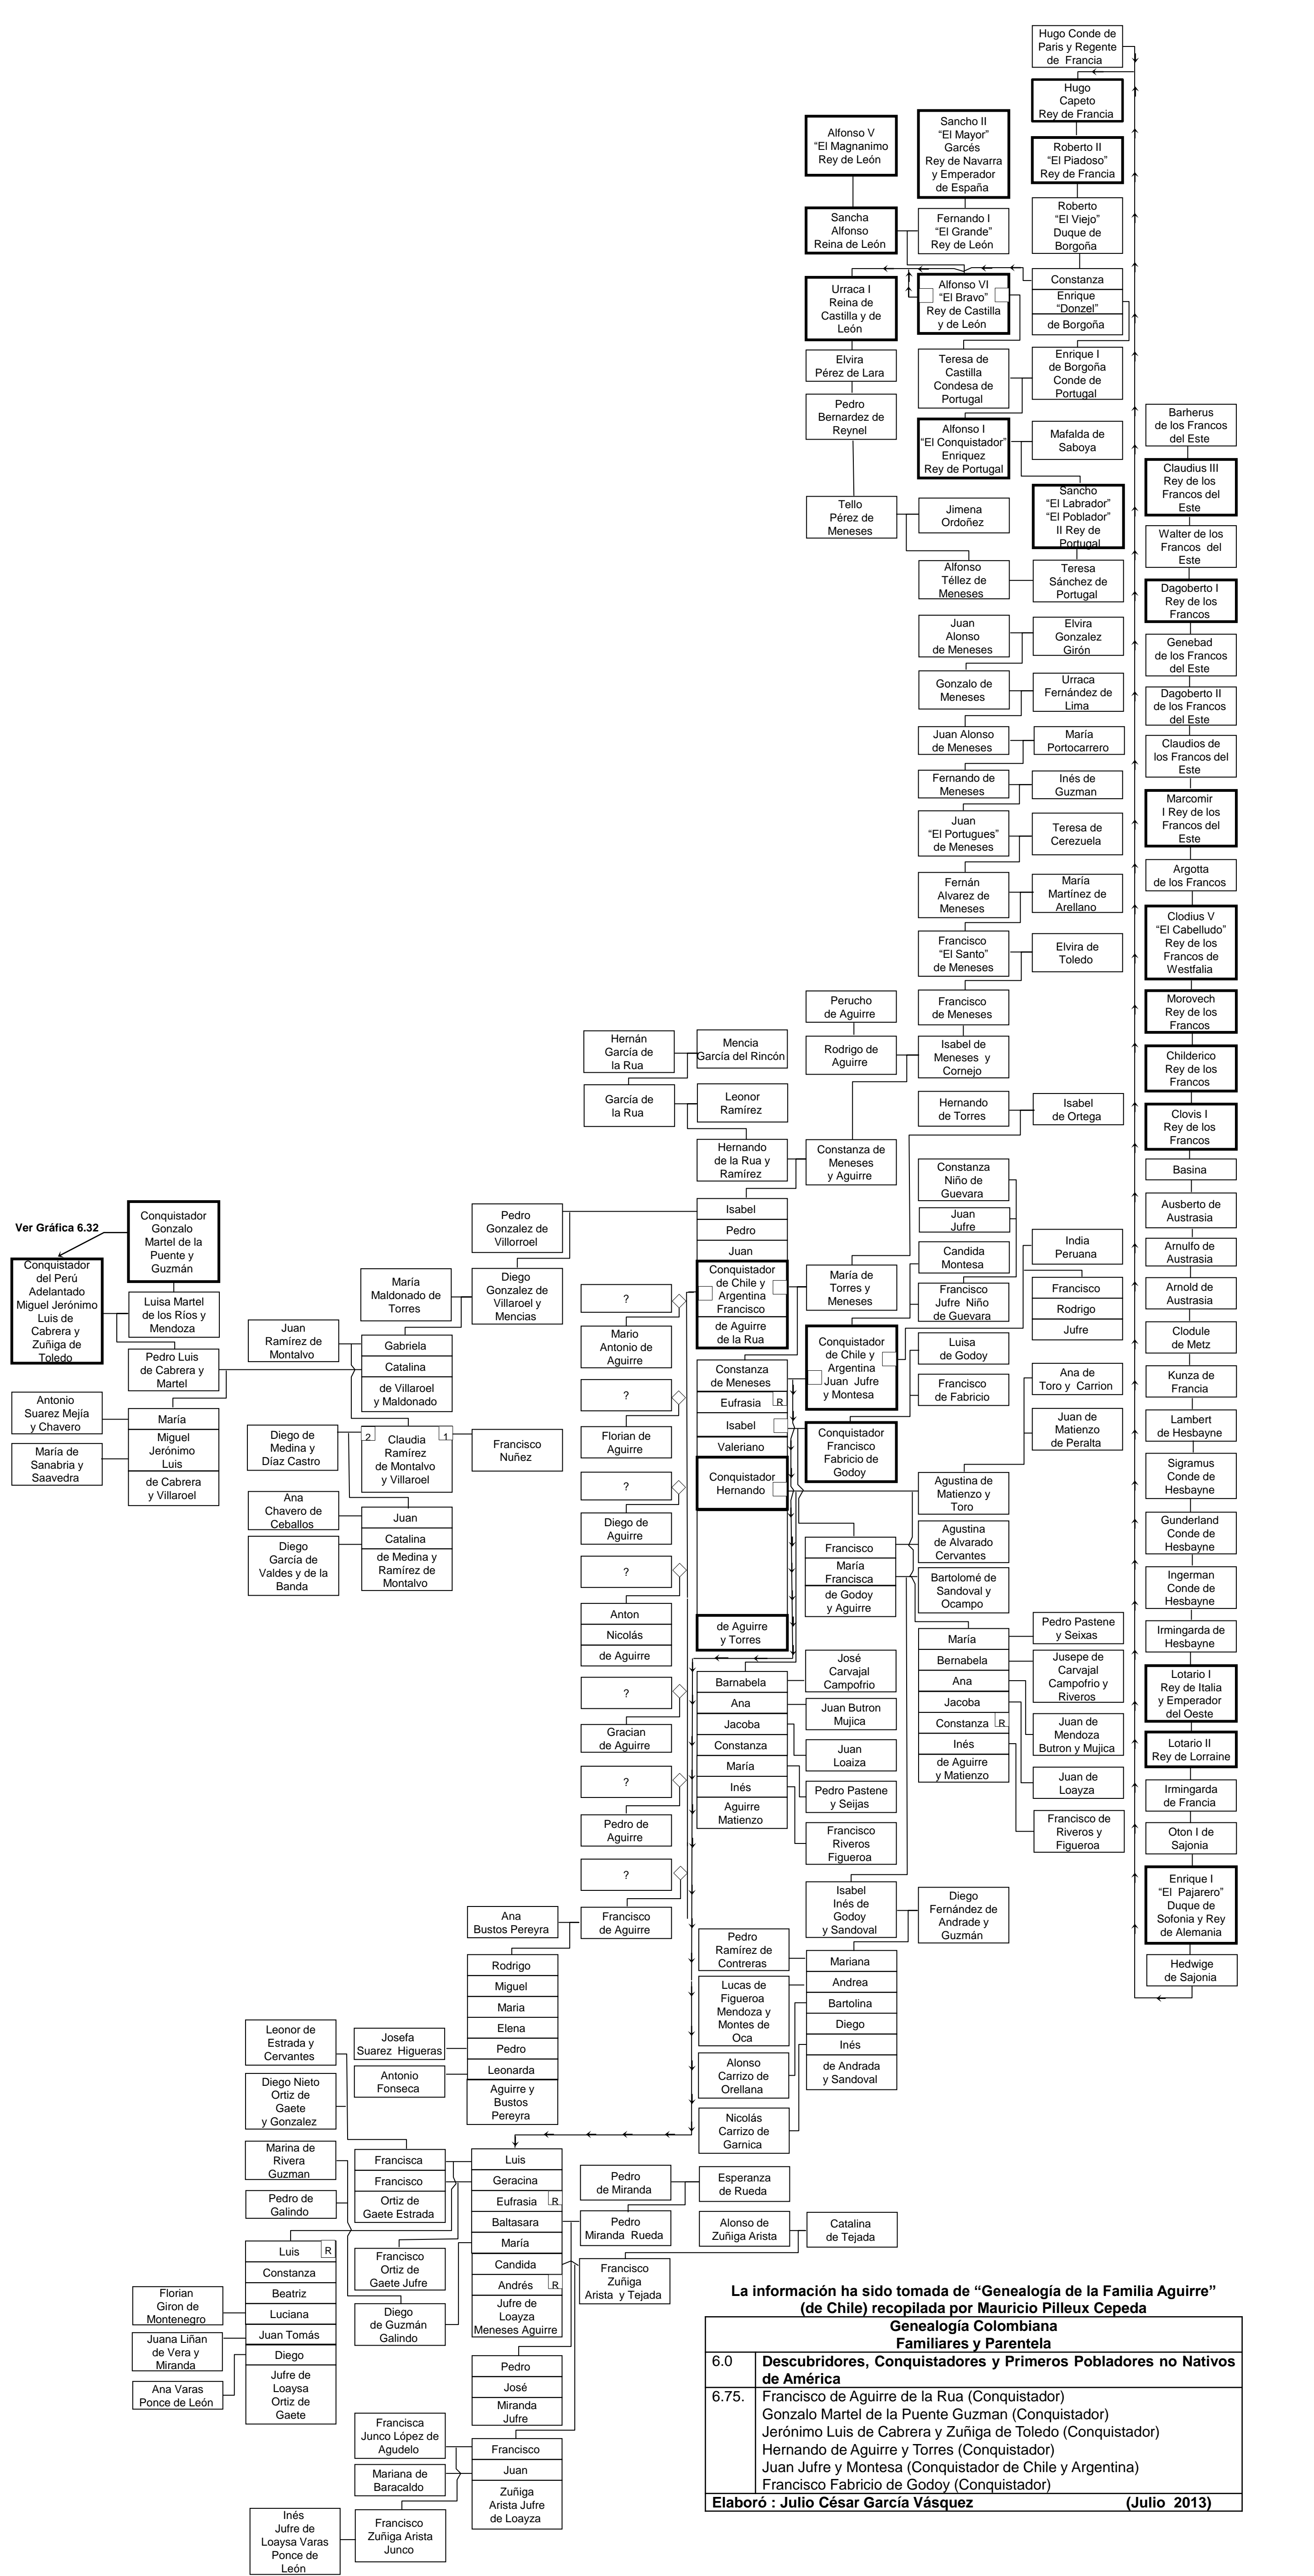 Hugo Conde de
Paris y Regente
de Francia
Hugo
Capeto
Rey de Francia
Roberto II
“El Piadoso”
Rey de Francia
Roberto
“El Viejo”
Duque de
Borgoña
Constanza
Enrique
“Donzel”
de Borgoña
Enrique I
de Borgoña
Conde de
Portugal
Alfonso V
“El Magnanimo
Rey de León
Sancho II
“El Mayor”
Garcés
Rey de Navarra
y Emperador
de España
Sancha
Alfonso
Reina de León
Fernando I
“El Grande”
Rey de León
Urraca I
Reina de
Castilla y de
León
Alfonso VI
“El Bravo”
Rey de Castilla
y de León
Elvira
Pérez de Lara
Teresa de
Castilla
Condesa de
Portugal
Pedro
Bernardez de
Reynel
Alfonso I
“El Conquistador”
Enriquez
Rey de Portugal
Mafalda de
Saboya
Sancho
“El Labrador”
“El Poblador”
II Rey de
Portugal
Tello
Pérez de
Meneses
Jimena
Ordoñez
Alfonso
Téllez de
Meneses
Teresa
Sánchez de
Portugal
Juan
Alonso
de Meneses
Elvira
Gonzalez
Girón
Gonzalo de
Meneses
Urraca
Fernández de
Lima
Juan Alonso
de Meneses
María
Portocarrero
Fernando de
Meneses
Inés de
Guzman
Juan
“El Portugues”
de Meneses
Teresa de
Cerezuela
Fernán
Alvarez de
Meneses
María
Martínez de
Arellano
Francisco
“El Santo”
de Meneses
Elvira de
Toledo
Francisco
de Meneses
Perucho
de Aguirre
Rodrigo de
Aguirre
Isabel de
Meneses y
Cornejo
Barherus
de los Francos
del Este
Claudius III
Rey de los
Francos del
Este
Walter de los
Francos del
Este
Dagoberto I
Rey de los
Francos
Genebad
de los Francos
del Este
Dagoberto II
de los Francos
del Este
Claudios de
los Francos del
Este
Marcomir
I Rey de los
Francos del
Este
Argotta
de los Francos
Clodius V
“El Cabelludo”
Rey de los
Francos de
Westfalia
Morovech
Rey de los
Francos
Childerico
Rey de los
Francos
Clovis I
Rey de los
Francos
Basina
Ausberto de
Austrasia
Arnulfo de
Austrasia
Arnold de
Austrasia
Clodule
de Metz
Kunza de
Francia
Lambert
de Hesbayne
Sigramus
Conde de
Hesbayne
Gunderland
Conde de
Hesbayne
Ingerman
Conde de
Hesbayne
Irmingarda de
Hesbayne
Lotario I
Rey de Italia
y Emperador
del Oeste
Lotario II
Rey de Lorraine
Irmingarda
de Francia
Oton I de
Sajonia
Enrique I
“El Pajarero”
Duque de
Sofonia y Rey
de Alemania
Hedwige
de Sajonia
Hernán
García de
la Rua
Mencia
García del Rincón
García de
la Rua
Leonor
Ramírez
Hernando
de la Rua y
Ramírez
Constanza de
Meneses
y Aguirre
Hernando
de Torres
Isabel
de Ortega
Isabel
Pedro
Juan
Conquistador
de Chile y
Argentina
Francisco
de Aguirre
de la Rua
María de
Torres y
Meneses
Constanza
Niño de
Guevara
Juan
Jufre
Candida
Montesa
Francisco
Jufre Niño
de Guevara
India
Peruana
Francisco
Rodrigo
Jufre
Luisa
de Godoy
Francisco
de Fabricio
Ana de
Toro y Carrion
Juan de
Matienzo
de Peralta
Conquistador
de Chile y
Argentina
Juan Jufre
y Montesa
Conquistador
Francisco
Fabricio de
Godoy
Constanza
de Meneses
Eufrasia
R
Isabel
Valeriano
Conquistador
Hernando
de Aguirre
y Torres
Agustina de
Matienzo y
Toro
Francisco
María
Francisca
de Godoy
y Aguirre
Agustina
de Alvarado
Cervantes
Bartolomé de
Sandoval y
Ocampo
Ver Gráfica 6.32
Conquistador
Gonzalo
Martel de la
Puente y
Guzmán
Conquistador
del Perú
Adelantado
Miguel Jerónimo
Luis de
Cabrera y
Zuñiga de
Toledo
Luisa Martel
de los Ríos y
Mendoza
Pedro Luis
de Cabrera y
Martel
Antonio
Suarez Mejía
y Chavero
María de
Sanabria y
Saavedra
María
Miguel
Jerónimo
Luis
de Cabrera
y Villaroel
Pedro
Gonzalez de
Villorroel
Diego
Gonzalez de
Villaroel y
Mencias
María
Maldonado de
Torres
Juan
Ramírez de
Montalvo
Gabriela
Catalina
de Villaroel
y Maldonado
Diego de
Medina y
Díaz Castro
2
Claudia
Ramírez
de Montalvo
y Villaroel
1
Francisco
Nuñez
Ana
Chavero de
Ceballos
Diego
García de
Valdes y de la
Banda
Juan
Catalina
de Medina y
Ramírez de
Montalvo
?
Mario
Antonio de
Aguirre
?
Florian de
Aguirre
?
Diego de
Aguirre
?
Anton
Nicolás
de Aguirre
?
Gracian
de Aguirre
?
Pedro de
Aguirre
?
Francisco
de Aguirre
Ana
Bustos Pereyra
Barnabela
Ana
Jacoba
Constanza
María
Inés
Aguirre
Matienzo
José
Carvajal
Campofrio
Juan Butron
Mujica
Juan
Loaiza
Pedro Pastene
y Seijas
Francisco
Riveros
Figueroa
María
Bernabela
Ana
Jacoba
Constanza
R
Inés
de Aguirre
y Matienzo
Pedro Pastene
y Seixas
Jusepe de
Carvajal
Campofrio y
Riveros
Juan de
Mendoza
Butron y Mujica
Juan de
Loayza
Francisco de
Riveros y
Figueroa
Isabel
Inés de
Godoy
y Sandoval
Diego
Fernández de
Andrade y
Guzmán
Pedro
Ramírez de
Contreras
Lucas de
Figueroa
Mendoza y
Montes de
Oca
Alonso
Carrizo de
Orellana
Nicolás
Carrizo de
Garnica
Mariana
Andrea
Bartolina
Diego
Inés
de Andrada
y Sandoval
Rodrigo
Miguel
Maria
Elena
Pedro
Leonarda
Aguirre y
Bustos
Pereyra
Josefa
Suarez Higueras
Antonio
Fonseca
Leonor de
Estrada y
Cervantes
Diego Nieto
Ortiz de
Gaete
y Gonzalez
Marina de
Rivera
Guzman
Pedro de
Galindo
Francisca
Francisco
Ortiz de
Gaete Estrada
Francisco
Ortiz de
Gaete Jufre
Diego
de Guzmán
Galindo
Luis
Geracina
Eufrasia
R
Baltasara
María
Candida
Andrés
R
Jufre de
Loayza
Meneses Aguirre
Pedro
de Miranda
Esperanza
de Rueda
Pedro
Miranda Rueda
Alonso de
Zuñiga Arista
Catalina
de Tejada
Francisco
Zuñiga
Arista y Tejada
Luis
R
Constanza
Beatriz
Luciana
Juan Tomás
Diego
Jufre de
Loaysa
Ortiz de
Gaete
Florian
Giron de
Montenegro
Juana Liñan
de Vera y
Miranda
Ana Varas
Ponce de León
Pedro
José
Miranda
Jufre
Francisca
Junco López de
Agudelo
Mariana de
Baracaldo
Francisco
Juan
Zuñiga
Arista Jufre
de Loayza
Inés
Jufre de
Loaysa Varas
Ponce de
León
Francisco
Zuñiga Arista
Junco
La información ha sido tomada de “Genealogía de la Familia Aguirre”
(de Chile) recopilada por Mauricio Pilleux Cepeda
Genealogía Colombiana
Familiares y Parentela
6.0 Descubridores, Conquistadores y Primeros Pobladores no Nativos
de América
6.75. Francisco de Aguirre de la Rua (Conquistador)
Gonzalo Martel de la Puente Guzman (Conquistador)
Jerónimo Luis de Cabrera y Zuñiga de Toledo (Conquistador)
Hernando de Aguirre y Torres (Conquistador)
Juan Jufre y Montesa (Conquistador de Chile y Argentina)
Francisco Fabricio de Godoy (Conquistador)
Elaboró : Julio César García Vásquez (Julio 2013)